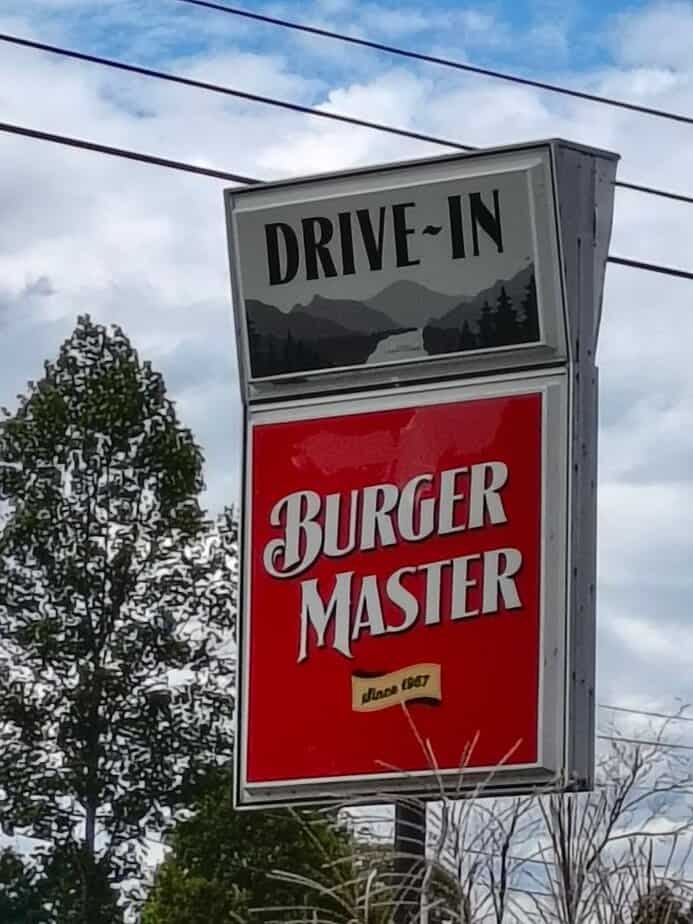 DRIVE~IN
BURGER
MASTER
since 1967